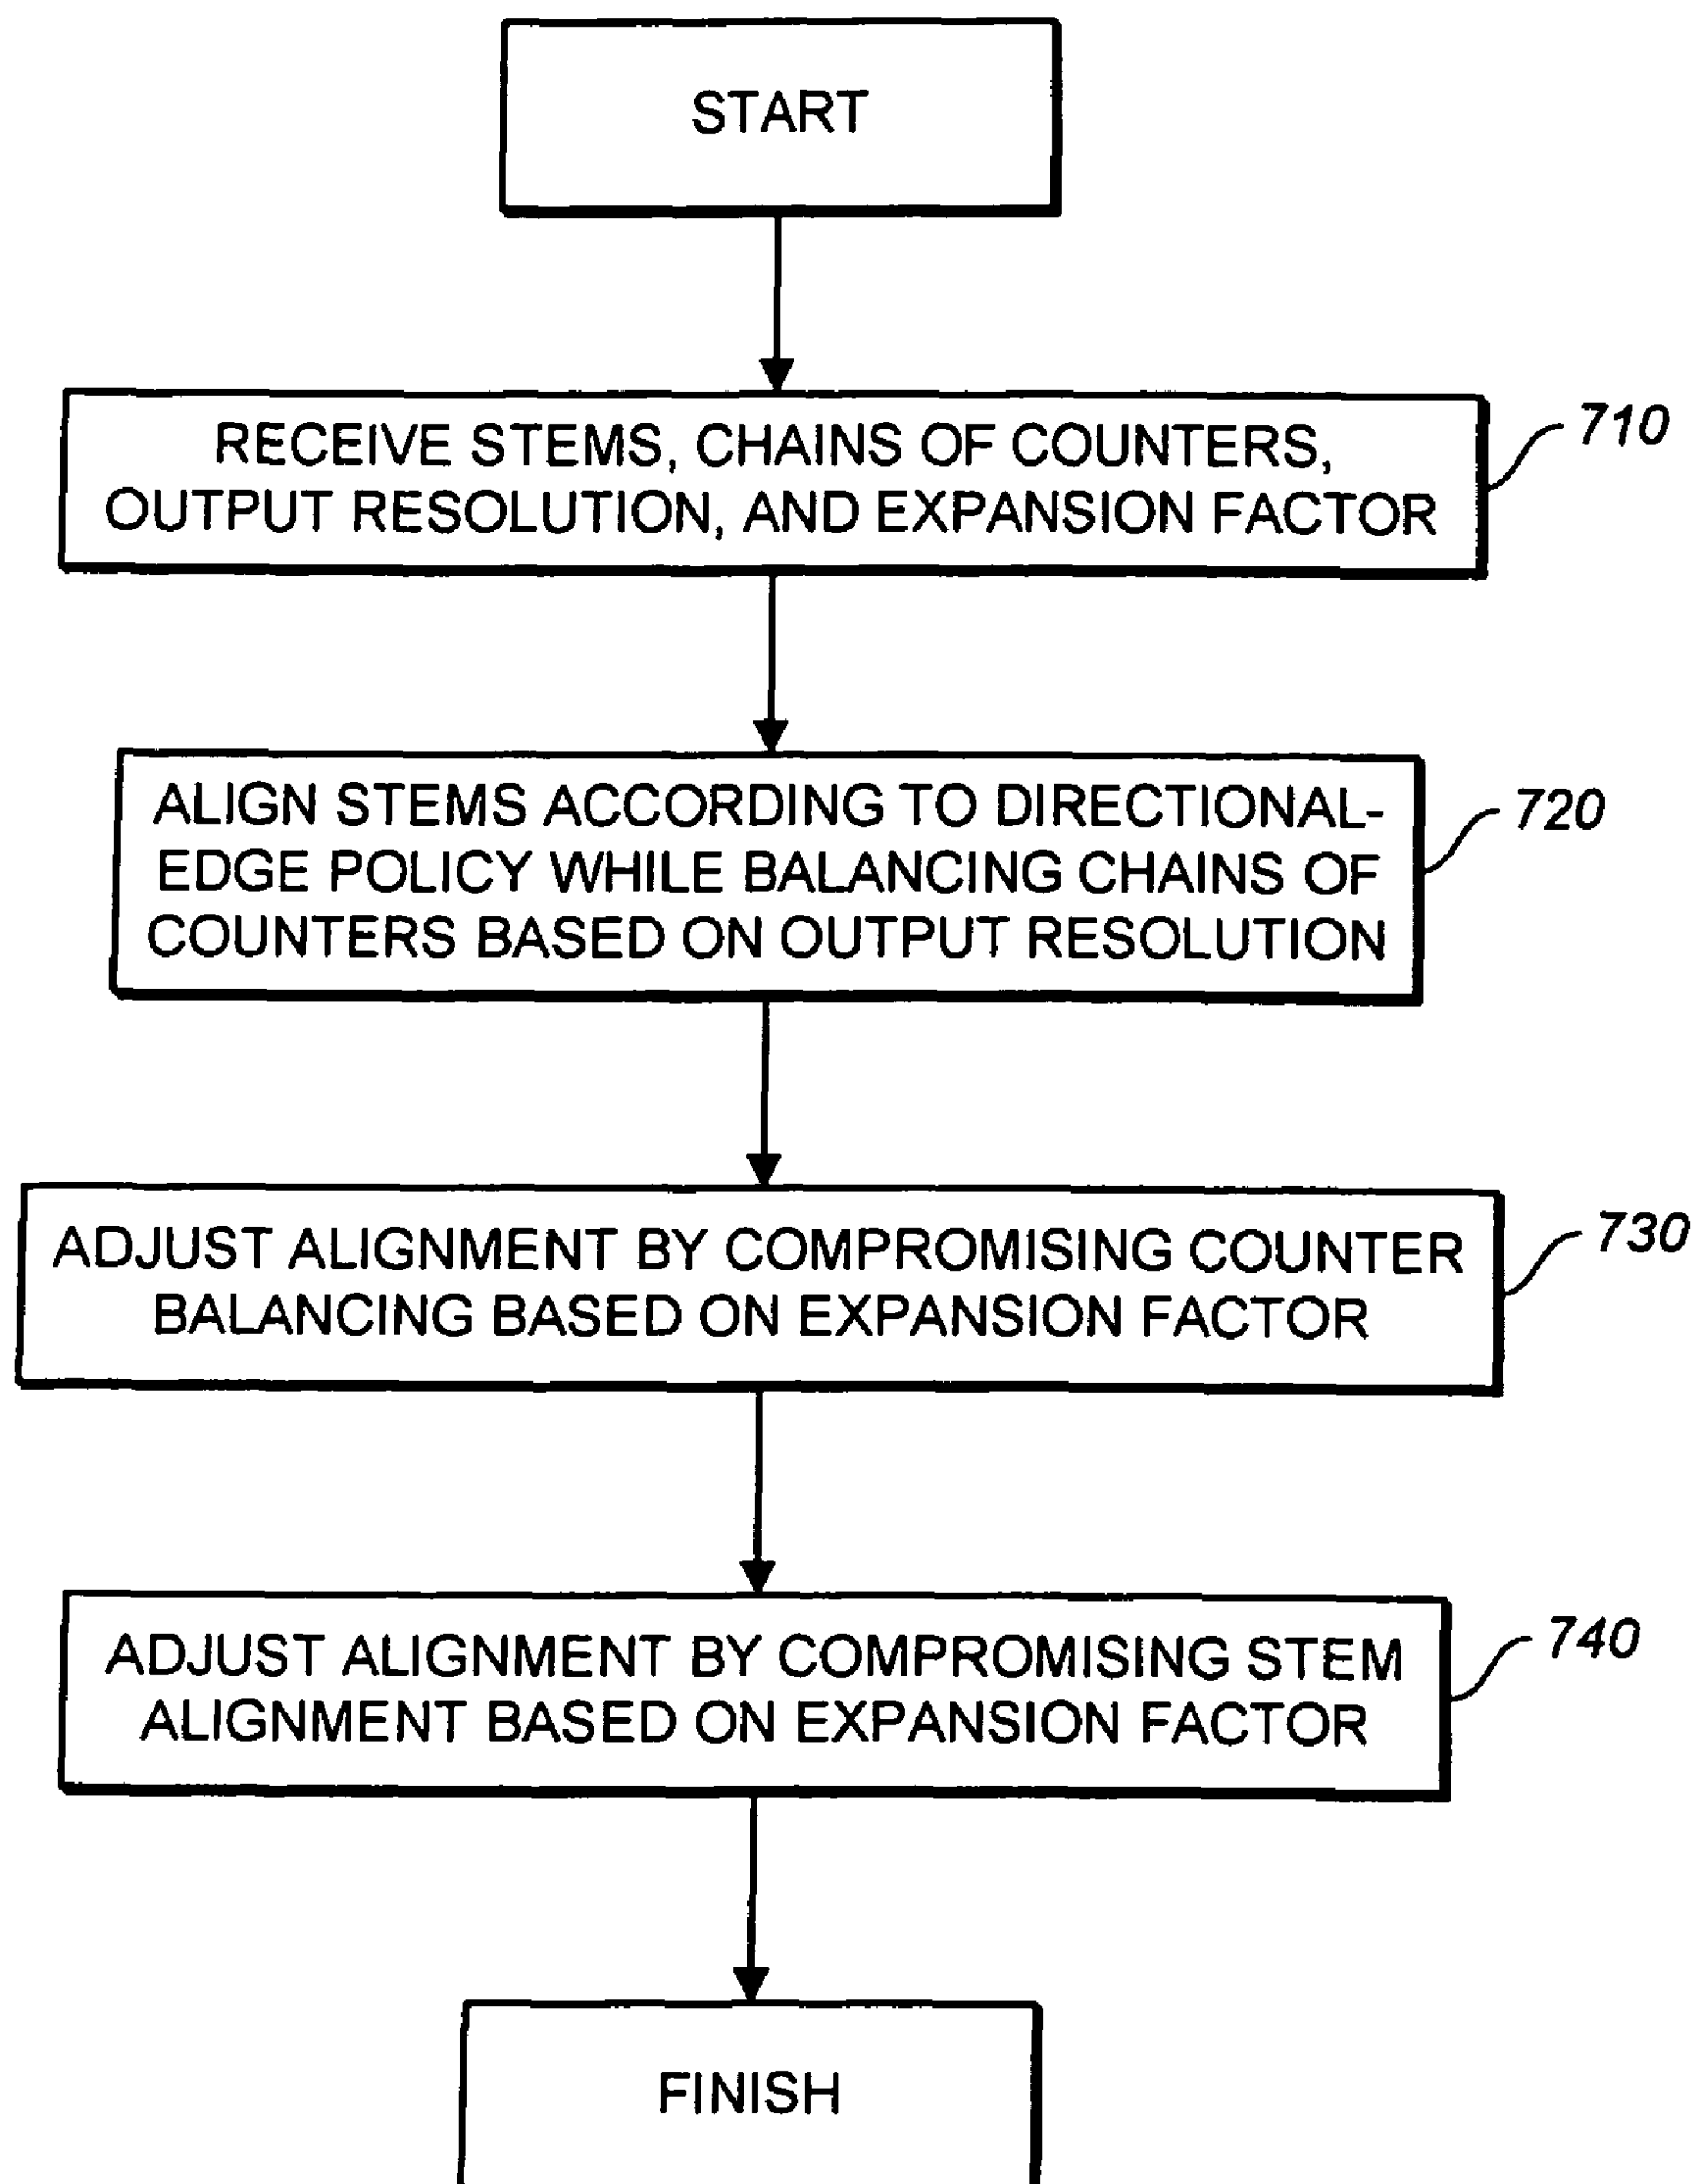 START
RECEIVE STEMS, CHAINS OF COUNTERS,
OUTPUT RESOLUTION, AND EXPANSION FACTOR
710
ALIGN STEMS ACCORDING TO DIRECTIONAL-
EDGE POLICY WHILE BALANCING CHAINS OF
COUNTERS BASED ON OUTPUT RESOLUTION
720
ADJUST ALIGNMENT BY COMPROMISING COUNTER
BALANCING BASED ON EXPANSION FACTOR
730
ADJUST ALIGNMENT BY COMPROMISING STEM
ALIGNMENT BASED ON EXPANSION FACTOR
740
FINISH